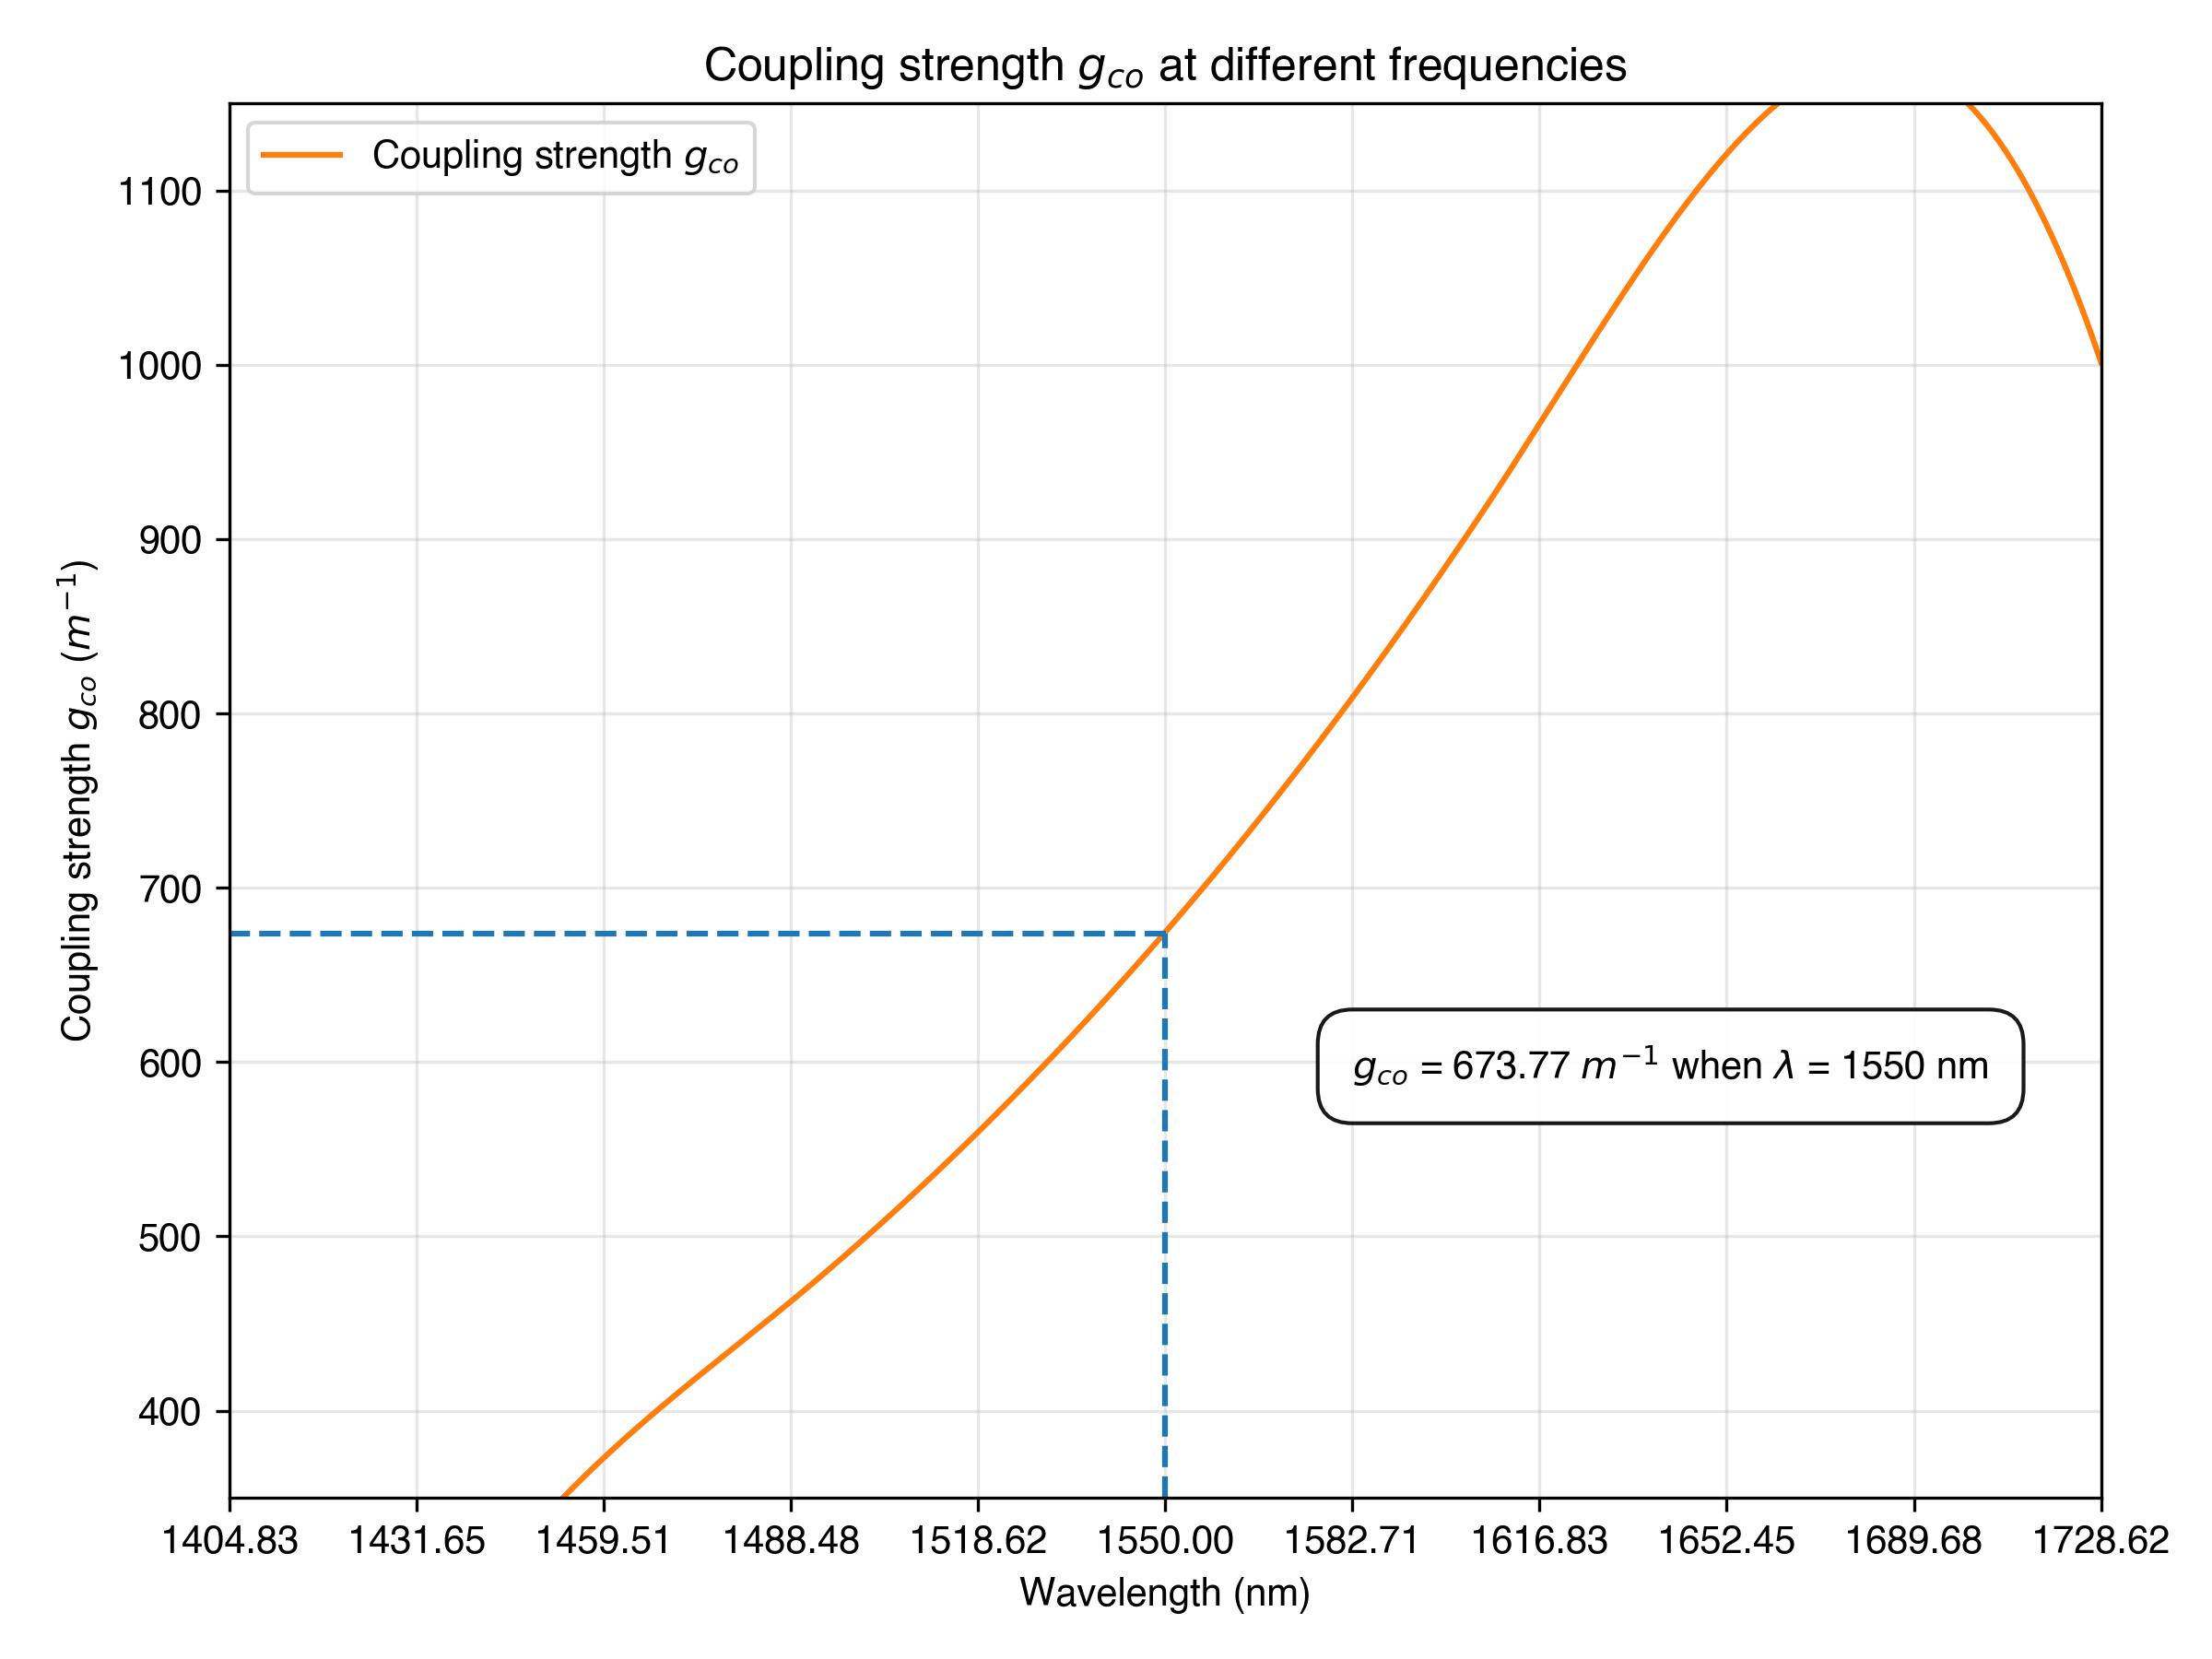 Coupling strength g_co at different frequencies
Coupling strength g_co
1100
1000
900
800
700
600
500
400
Coupling strength g_co (m⁻¹)
g_co = 673.77 m⁻¹ when λ = 1550 nm
1404.83 1431.65 1459.51 1488.48 1518.62 1550.00 1582.71 1616.83 1652.45 1689.68 1728.62
Wavelength (nm)